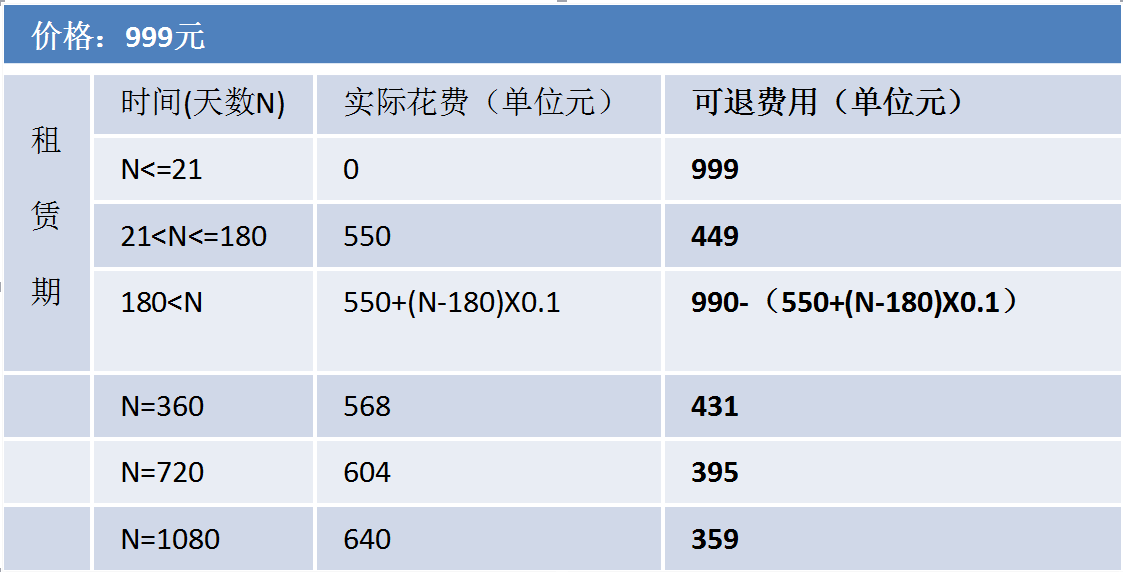 价格：999元
租赁期
时间(天数N) 实际花费（单位元） 可退费用（单位元）
N<=21 0 999
21<N<=180 550 449
180<N 550+(N-180)X0.1 990-（550+(N-180)X0.1）
N=360 568 431
N=720 604 395
N=1080 640 359